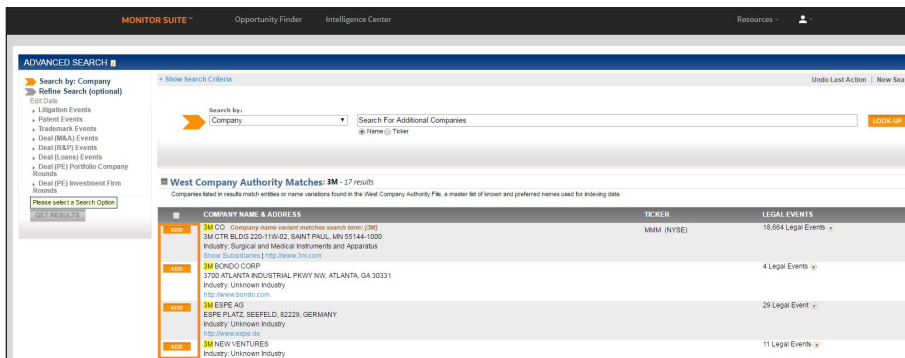 MONITOR SUITE™ Opportunity Finder Intelligence Center Resources
ADVANCED SEARCH
Search by: Company
Refine Search (optional)
Edit Date
Litigation Events
Patent Events
Trademark Events
Deal (M&A) Events
Deal (R&P) Events
Deal (Loans) Events
Deal (PE) Portfolio Company
Rounds
Deal (PE) Investment Firm
Rounds
Please select a Search Option
GET RESULTS
+ Show Search Criteria Undo Last Action | New Sea
Search by:
Company Search For Additional Companies LOOK-UP
Name Ticker
West Company Authority Matches: 3M - 17 results
Companies listed in results match entities or name variations found in the West Company Authority File, a master list of known and preferred names used for indexing data.
COMPANY NAME & ADDRESS TICKER LEGAL EVENTS
ADD 3M CO Company name variant matches search term: [3M] MMM (NYSE) 18,664 Legal Events
3M CTR BLDG 220-11W-02, SAINT PAUL, MN 55144-1000
Industry: Surgical and Medical Instruments and Apparatus
Show Subsidiaries | http://www.3m.com
ADD 3M BONDO CORP 4 Legal Events
3700 ATLANTA INDUSTRIAL PKWY NW, ATLANTA, GA 30331
Industry: Unknown Industry
http://www.bondo.com
ADD 3M ESPE AG 29 Legal Event
ESPE PLATZ, SEEFELD, 82229, GERMANY
Industry: Unknown Industry
http://www.espe.de
ADD 3M NEW VENTURES 11 Legal Events
Industry: Unknown Industry